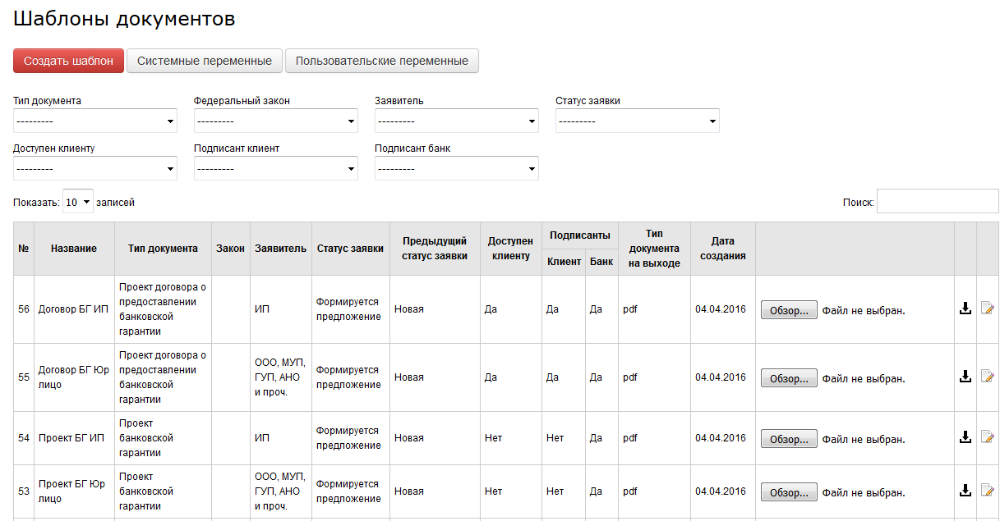 Шаблоны документов
Создать шаблон Системные переменные Пользовательские переменные
Тип документа Федеральный закон Заявитель Статус заявки
--------- --------- --------- ---------
Доступен клиенту Подписант клиент Подписант банк
--------- --------- ---------
Показать: 10 записей Поиск:
№ Название Тип документа Закон Заявитель Статус заявки Предыдущий статус заявки Доступен клиенту Подписанты Клиент Банк Тип документа на выходе Дата создания
56 Договор БГ ИП Проект договора о предоставлении банковской гарантии ИП Формируется предложение Новая Да Да Да pdf 04.04.2016 Обзор... Файл не выбран.
55 Договор БГ Юр лицо Проект договора о предоставлении банковской гарантии ООО, МУП, ГУП, АНО и проч. Формируется предложение Новая Да Да Да pdf 04.04.2016 Обзор... Файл не выбран.
54 Проект БГ ИП Проект банковской гарантии ИП Формируется предложение Новая Нет Нет Да pdf 04.04.2016 Обзор... Файл не выбран.
53 Проект БГ Юр лицо Проект банковской гарантии ООО, МУП, ГУП, АНО и проч. Формируется предложение Новая Нет Нет Да pdf 04.04.2016 Обзор... Файл не выбран.